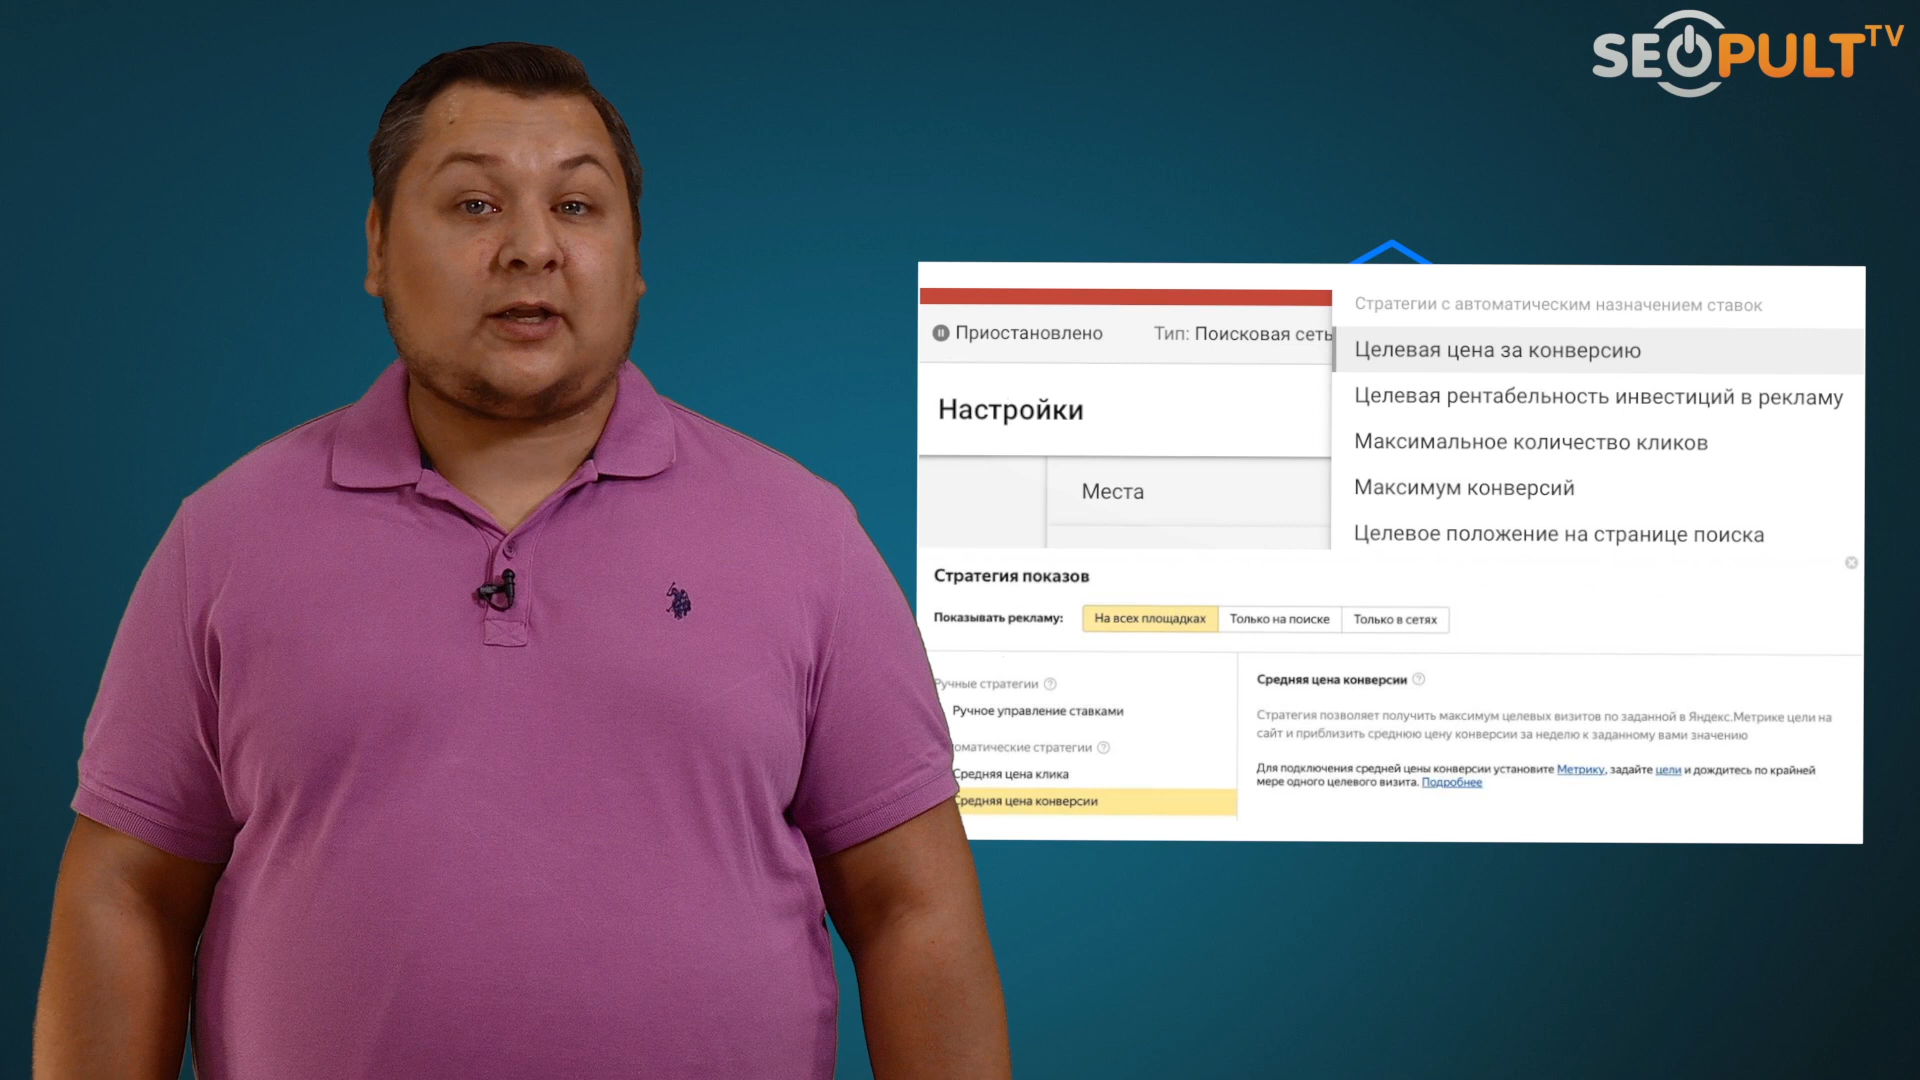 SEOPULT TV
Стратегии с автоматическим назначением ставок
Приостановлено Тип: Поисковая сеть
Целевая цена за конверсию
Целевая рентабельность инвестиций в рекламу
Настройки
Максимальное количество кликов
Максимум конверсий
Места
Целевое положение на странице поиска
Стратегия показов
Показывать рекламу: На всех площадках Только на поиске Только в сетях
Ручные стратегии
Ручное управление ставками
оматические стратегии
Средняя цена клика
Средняя цена конверсии
Средняя цена конверсии
Стратегия позволяет получить максимум целевых визитов по заданной в Яндекс.Метрике цели на
сайт и приблизить среднюю цену конверсии за неделю к заданному вами значению
Для подключения средней цены конверсии установите Метрику, задайте цели и дождитесь по крайней
мере одного целевого визита. Подробнее